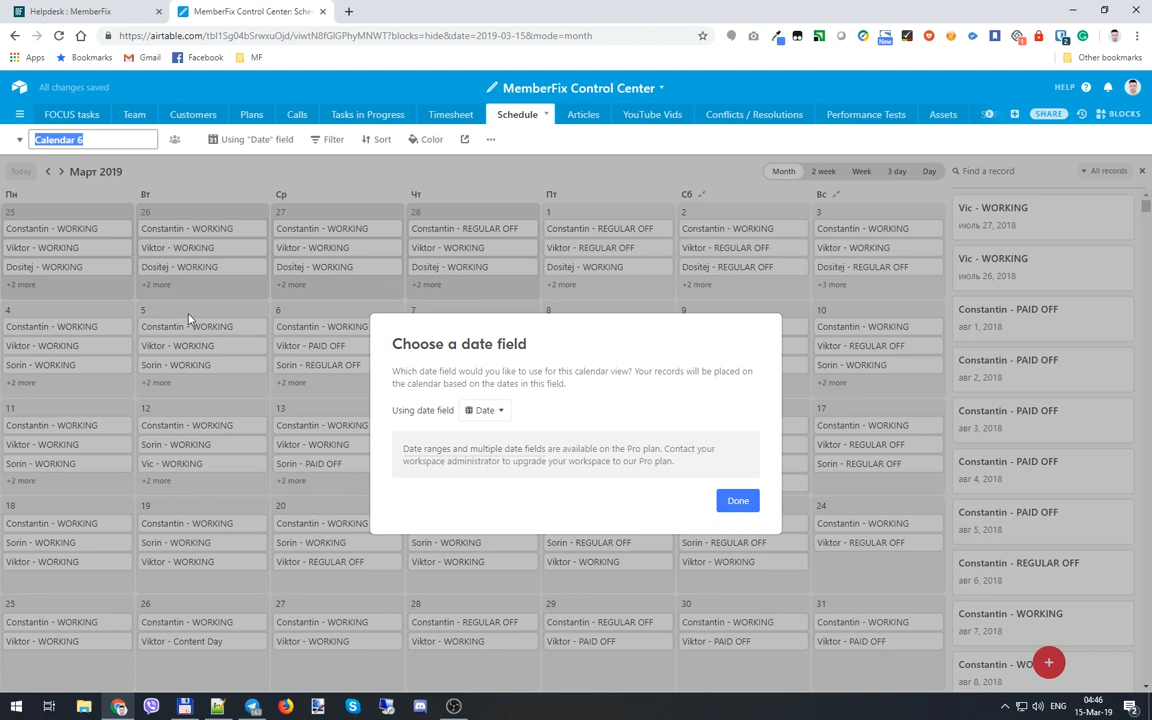 Helpdesk : MemberFix
MemberFix Control Center: Sche
https://airtable.com/tbl1Sg04bSrwxuOjd/viwtN8fGlGPhyMNWT?blocks=hide&date=2019-03-15&mode=month
Apps Bookmarks Gmail Facebook MF Other bookmarks
All changes saved
MemberFix Control Center
HELP
FOCUS tasks Team Customers Plans Calls Tasks in Progress Timesheet Schedule Articles YouTube Vids Conflicts / Resolutions Performance Tests Assets SHARE BLOCKS
Calendar 6 Using "Date" field Filter Sort Color
Today Март 2019 Month 2 week Week 3 day Day Find a record All records
Пн Вт Ср Чт Пт Сб Вс
25 26 27 28 1 2 3
Constantin - WORKING Constantin - WORKING Constantin - WORKING Constantin - REGULAR OFF Constantin - REGULAR OFF Constantin - WORKING Constantin - WORKING
Viktor - WORKING Viktor - WORKING Viktor - WORKING Viktor - WORKING Viktor - REGULAR OFF Viktor - REGULAR OFF Viktor - WORKING
Dositej - WORKING Dositej - WORKING Dositej - WORKING Dositej - WORKING Dositej - WORKING Dositej - REGULAR OFF Dositej - REGULAR OFF
+2 more +2 more +2 more +2 more +2 more +2 more +3 more
4 5 6 7 8 9 10
Constantin - WORKING Constantin - WORKING Constantin - WORKING Constantin - WORKING
Viktor - WORKING Viktor - WORKING Viktor - PAID OFF Viktor - REGULAR OFF
Sorin - WORKING Sorin - WORKING Sorin - REGULAR OFF Sorin - WORKING
+2 more +2 more +2 more +2 more
11 12 13 17
Constantin - WORKING Constantin - WORKING Constantin - WORKING Constantin - WORKING
Viktor - WORKING Sorin - WORKING Viktor - WORKING Viktor - REGULAR OFF
Sorin - WORKING Vic - WORKING Sorin - PAID OFF Sorin - REGULAR OFF
+2 more +2 more +2 more
18 19 20 24
Constantin - WORKING Constantin - WORKING Constantin - WORKING Constantin - WORKING
Sorin - WORKING Sorin - WORKING Sorin - WORKING Sorin - WORKING Sorin - REGULAR OFF Sorin - REGULAR OFF Viktor - REGULAR OFF
Viktor - WORKING Viktor - WORKING Viktor - REGULAR OFF Viktor - WORKING Viktor - WORKING Viktor - WORKING
25 26 27 28 29 30 31
Constantin - WORKING Constantin - WORKING Constantin - WORKING Constantin - REGULAR OFF Constantin - REGULAR OFF Constantin - WORKING Constantin - WORKING
Viktor - WORKING Viktor - Content Day Viktor - WORKING Viktor - WORKING Viktor - PAID OFF Viktor - PAID OFF Viktor - PAID OFF
Choose a date field
Which date field would you like to use for this calendar view? Your records will be placed on
the calendar based on the dates in this field.
Using date field Date
Date ranges and multiple date fields are available on the Pro plan. Contact your
workspace administrator to upgrade your workspace to our Pro plan.
Done
Vic - WORKING
июль 27, 2018
Vic - WORKING
июль 26, 2018
Constantin - PAID OFF
авг 1, 2018
Constantin - PAID OFF
авг 2, 2018
Constantin - PAID OFF
авг 3, 2018
Constantin - PAID OFF
авг 4, 2018
Constantin - PAID OFF
авг 5, 2018
Constantin - REGULAR OFF
авг 6, 2018
Constantin - WORKING
авг 7, 2018
Constantin - WO
авг 8, 2018
ENG
04:46
15-Mar-19
2